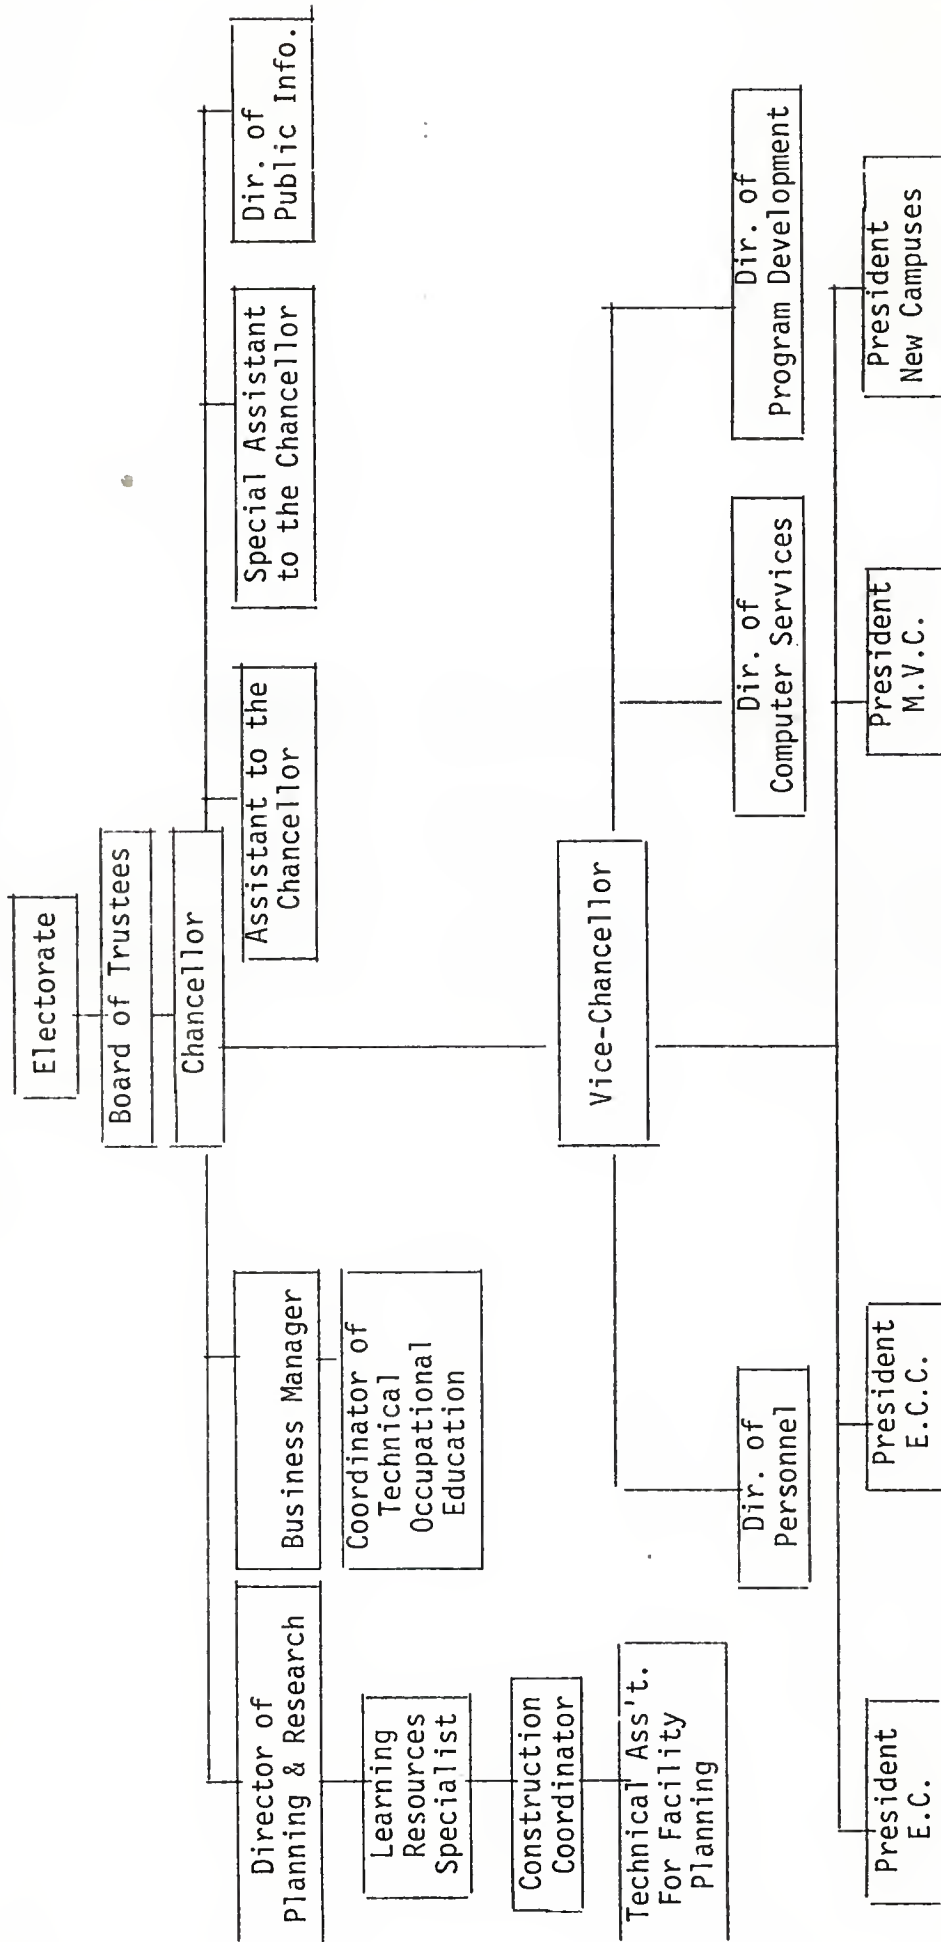 Electorate
Board of Trustees
Chancellor
Director of
Planning & Research
Business Manager
Assistant to the
Chancellor
Special Assistant
to the Chancellor
Dir. of
Public Info.
Learning
Resources
Specialist
Coordinator of
Technical
Occupational
Education
Construction
Coordinator
Technical Ass't.
For Facility
Planning
Vice-Chancellor
Dir. of
Personnel
Dir. of
Computer Services
Dir. of
Program Development
President
E.C.
President
E.C.C.
President
M.V.C.
President
New Campuses